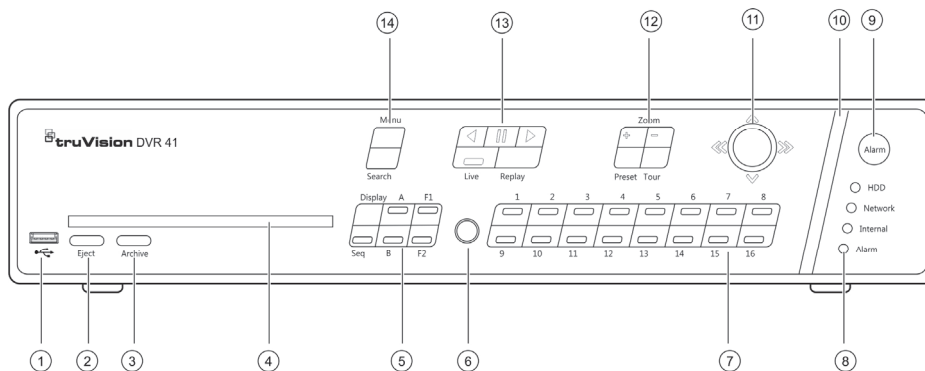 14 13 12 11 10 9
Menu
Zoom
+ -
truVision DVR 41
Alarm
Search
Live Replay
Preset Tour
HDD
Display A F1
1 2 3 4 5 6 7 8
Network
Internal
Eject Archive
Alarm
Seq B F2
9 10 11 12 13 14 15 16
1 2 3 4 5 6 7 8